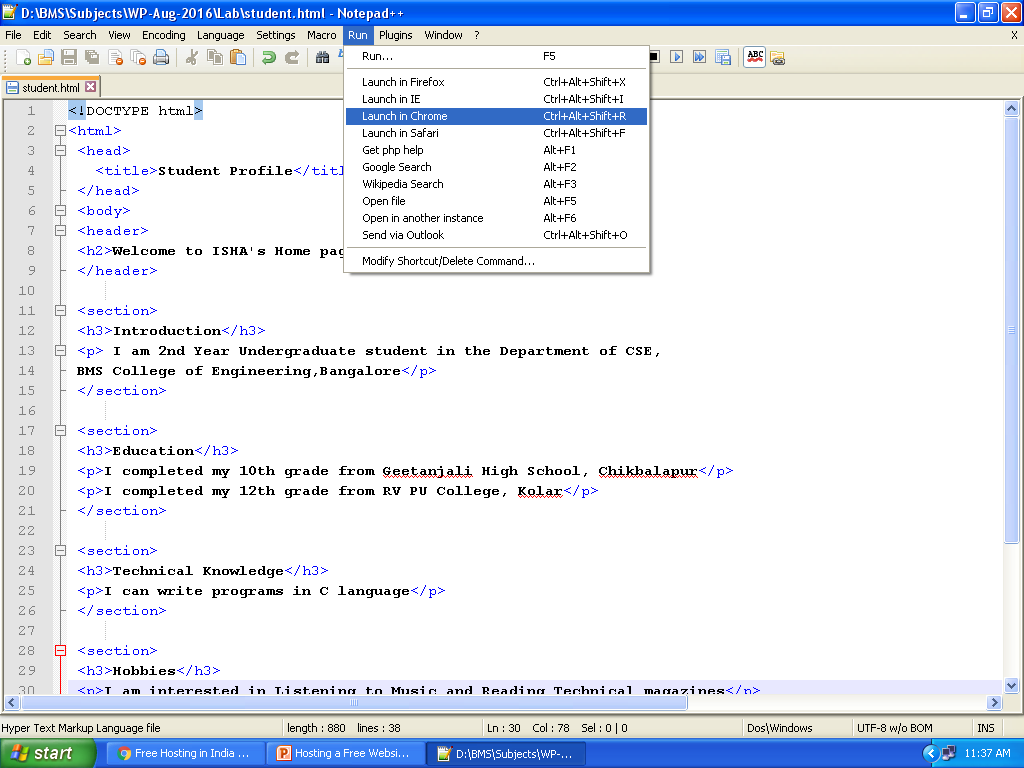 D:\BMS\Subjects\WP-Aug-2016\Lab\student.html - Notepad++
File Edit Search View Encoding Language Settings Macro Run Plugins Window ? X
Run... F5
Launch in Firefox Ctrl+Alt+Shift+X
Launch in IE Ctrl+Alt+Shift+I
Launch in Chrome Ctrl+Alt+Shift+R
Launch in Safari Ctrl+Alt+Shift+F
Get php help Alt+F1
Google Search Alt+F2
Wikipedia Search Alt+F3
Open file Alt+F5
Open in another instance Alt+F6
Send via Outlook Ctrl+Alt+Shift+O
Modify Shortcut/Delete Command...
ABC
student.html
1 <!DOCTYPE html>
2 <html>
3 <head>
4 <title>Student Profile</titl
5 </head>
6 <body>
7 <header>
8 <h2>Welcome to ISHA's Home pag
9 </header>
10
11 <section>
12 <h3>Introduction</h3>
13 <p> I am 2nd Year Undergraduate student in the Department of CSE,
14 BMS College of Engineering,Bangalore</p>
15 </section>
16
17 <section>
18 <h3>Education</h3>
19 <p>I completed my 10th grade from Geetanjali High School, Chikbalapur</p>
20 <p>I completed my 12th grade from RV PU College, Kolar</p>
21 </section>
22
23 <section>
24 <h3>Technical Knowledge</h3>
25 <p>I can write programs in C language</p>
26 </section>
27
28 <section>
29 <h3>Hobbies</h3>
30 <p>I am interested in Listening to Music and Reading Technical magazines</p>
Hyper Text Markup Language file length : 880 lines : 38 Ln : 30 Col : 78 Sel : 0 | 0 Dos\Windows UTF-8 w/o BOM INS
start Free Hosting in India ... Hosting a Free Websi... D:\BMS\Subjects\WP-... 11:37 AM